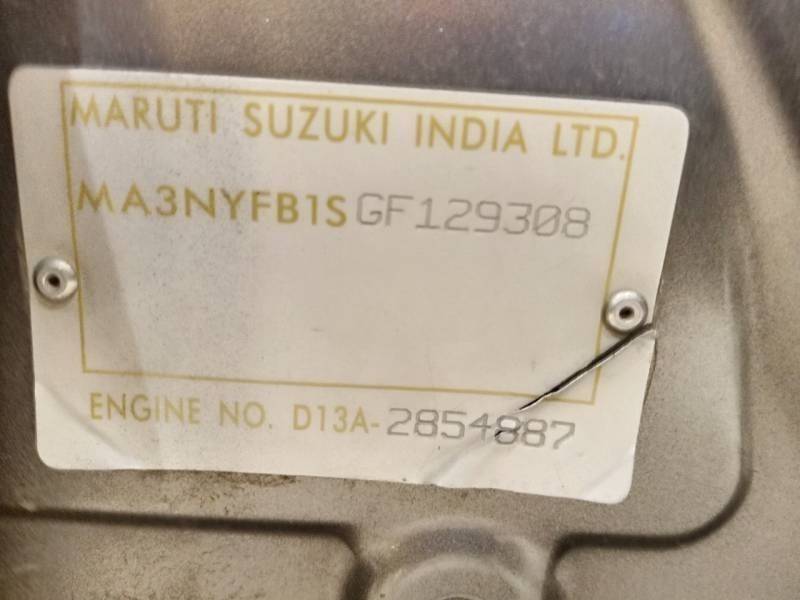 MARUTI SUZUKI INDIA LTD.
MA3NYFB1SGF129308
ENGINE NO. D13A-2854887